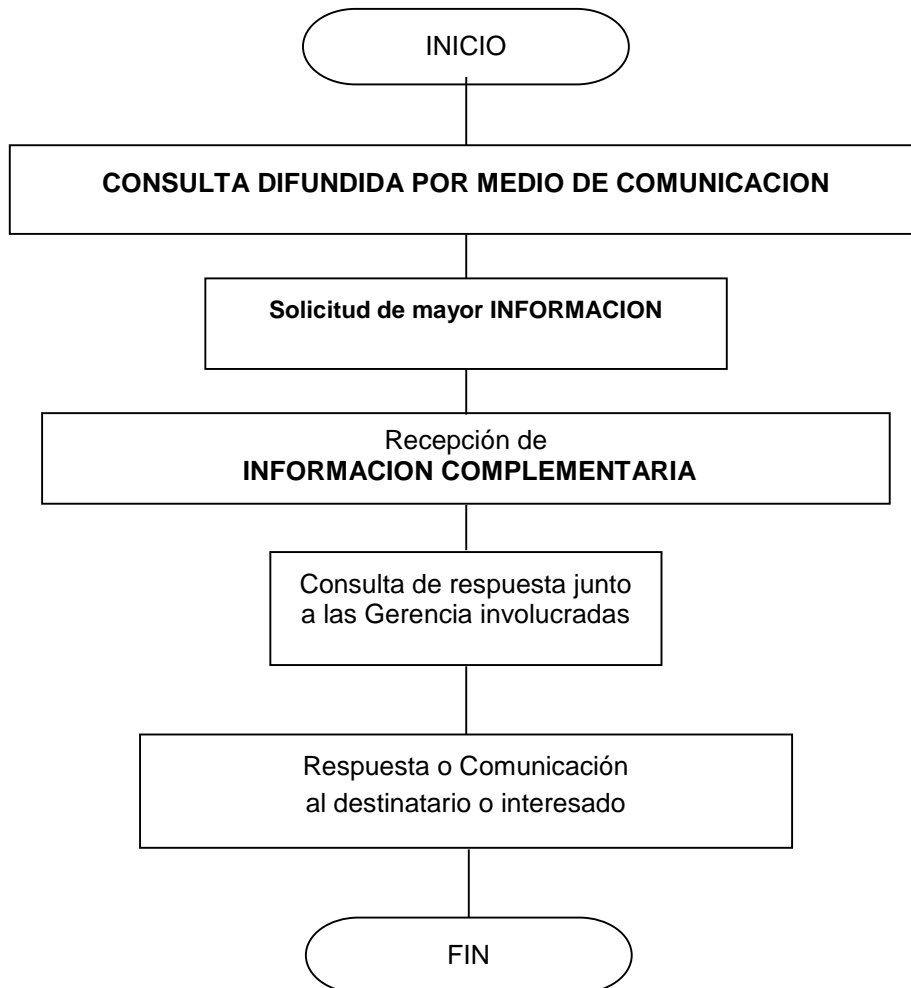 INICIO
CONSULTA DIFUNDIDA POR MEDIO DE COMUNICACION
Solicitud de mayor INFORMACION
Recepción de
INFORMACION COMPLEMENTARIA
Consulta de respuesta junto
a las Gerencia involucradas
Respuesta o Comunicación
al destinatario o interesado
FIN